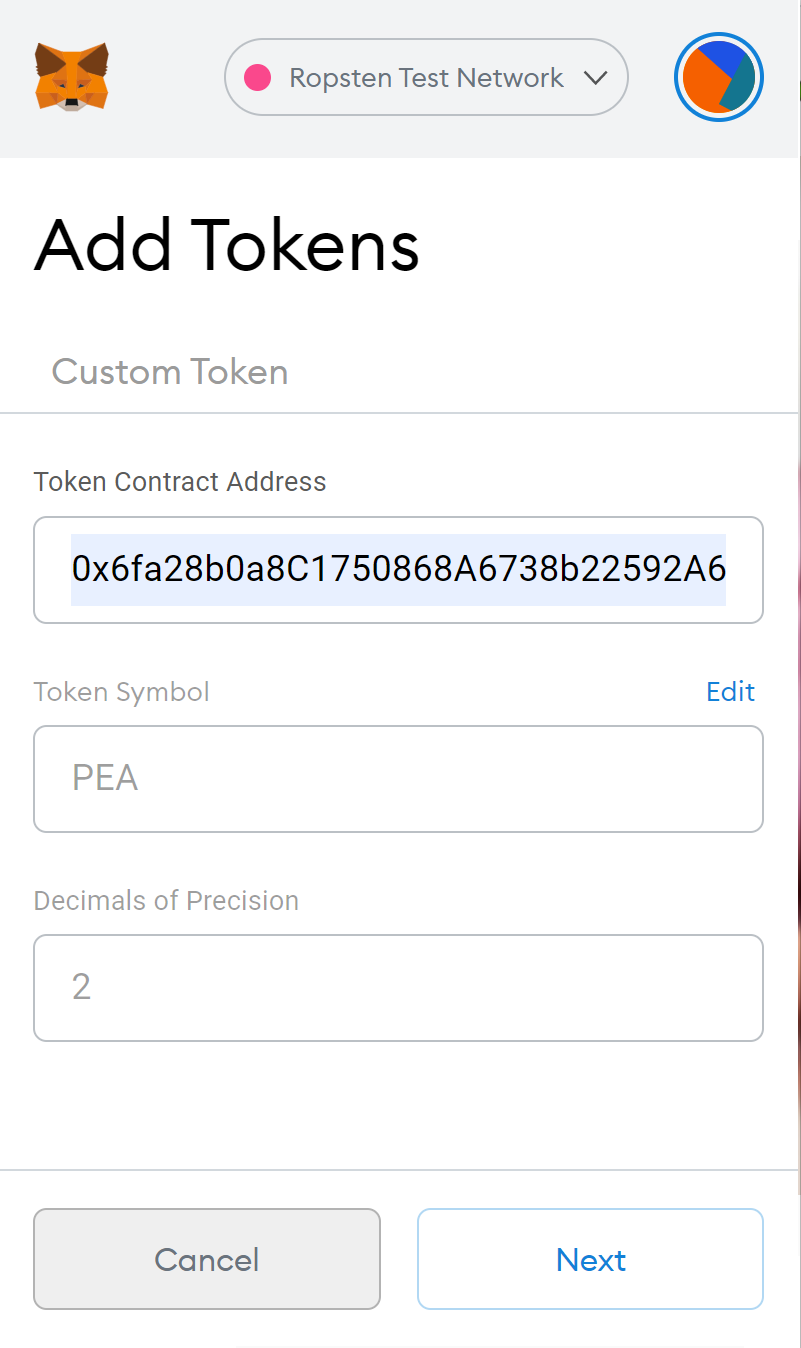 Ropsten Test Network
Add Tokens
Custom Token
Token Contract Address
0x6fa28b0a8C1750868A6738b22592A6
Token Symbol
Edit
PEA
Decimals of Precision
2
Cancel
Next